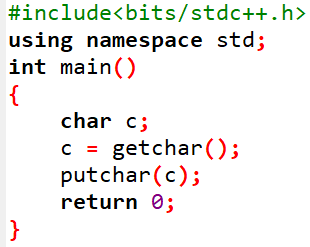 #include<bits/stdc++.h>
using namespace std;
int main()
{
    char c;
    c = getchar();
    putchar(c);
    return 0;
}